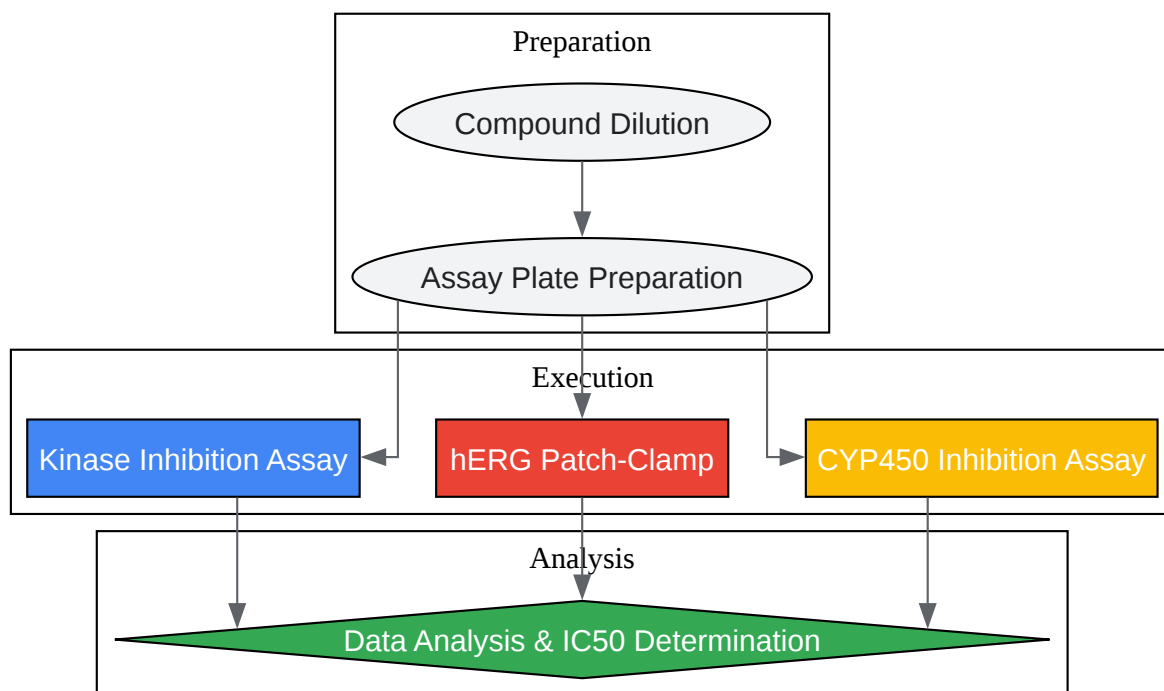 Preparation
Compound Dilution
Assay Plate Preparation
Execution
Kinase Inhibition Assay
hERG Patch-Clamp
CYP450 Inhibition Assay
Analysis
Data Analysis & IC50 Determination